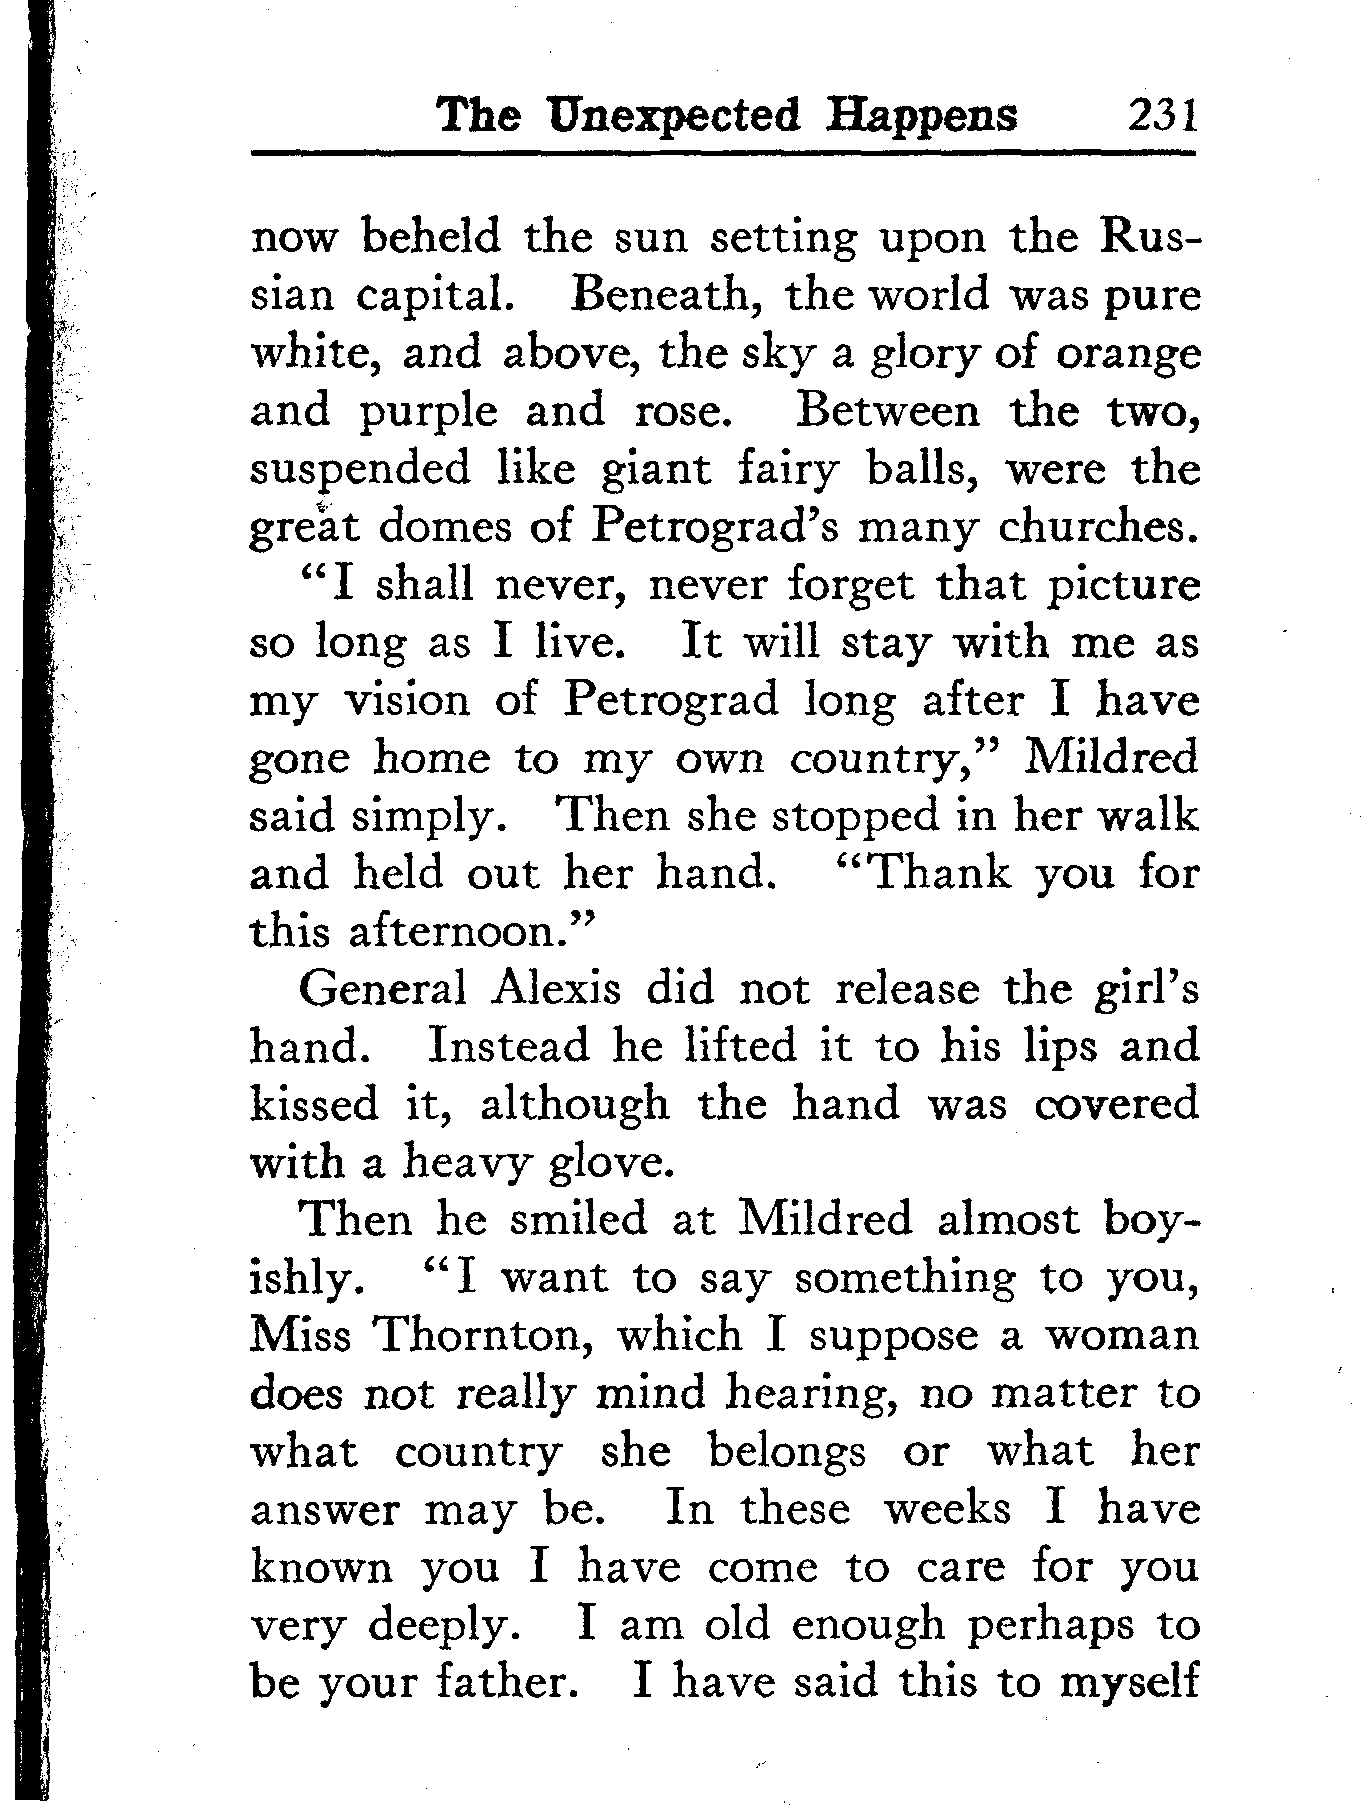 The Unexpected Happens 231
now beheld the sun setting upon the Rus-
sian capital. Beneath, the world was pure
white, and above, the sky a glory of orange
and purple and rose. Between the two,
suspended like giant fairy balls, were the
great domes of Petrograd's many churches.
"I shall never, never forget that picture
so long as I live. It will stay with me as
my vision of Petrograd long after I have
gone home to my own country," Mildred
said simply. Then she stopped in her walk
and held out her hand. "Thank you for
this afternoon."
General Alexis did not release the girl's
hand. Instead he lifted it to his lips and
kissed it, although the hand was covered
with a heavy glove.
Then he smiled at Mildred almost boy-
ishly. "I want to say something to you,
Miss Thornton, which I suppose a woman
does not really mind hearing, no matter to
what country she belongs or what her
answer may be. In these weeks I have
known you I have come to care for you
very deeply. I am old enough perhaps to
be your father. I have said this to myself